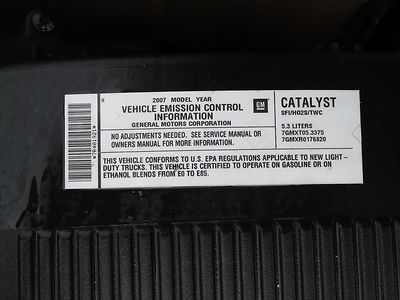 2007 MODEL YEAR
VEHICLE EMISSION CONTROL
INFORMATION
GENERAL MOTORS CORPORATION
GM
CATALYST
SFI/HO2S/TWC
NO ADJUSTMENTS NEEDED. SEE SERVICE MANUAL OR
OWNERS MANUAL FOR MORE INFORMATION.
5.3 LITERS
7GMXT05.3375
7GMXR0176820
THIS VEHICLE CONFORMS TO U.S. EPA REGULATIONS APPLICABLE TO NEW LIGHT-
DUTY TRUCKS. THIS VEHICLE IS CERTIFIED TO OPERATE ON GASOLINE OR ON
ETHANOL BLENDS FROM E0 TO E85.